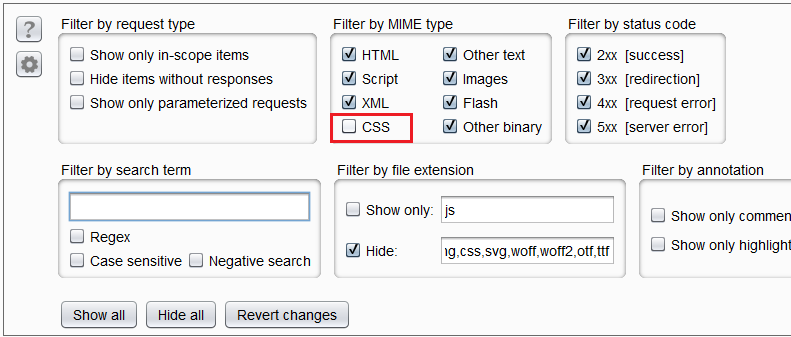 Filter by request type
Show only in-scope items
Hide items without responses
Show only parameterized requests
Filter by MIME type
HTML
Script
XML
CSS
Other text
Images
Flash
Other binary
Filter by status code
2xx [success]
3xx [redirection]
4xx [request error]
5xx [server error]
Filter by search term
Regex
Case sensitive
Negative search
Filter by file extension
Show only: js
Hide: ng,css,svg,woff,woff2,otf,ttf
Filter by annotation
Show only commen
Show only highlight
Show all
Hide all
Revert changes